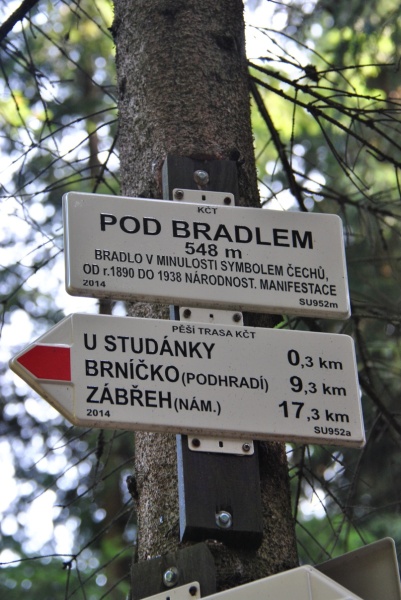 KČT
POD BRADLEM
548 m
BRADLO V MINULOSTI SYMBOLEM ČECHŮ,
OD r.1890 DO 1938 NÁRODNOST. MANIFESTACE
2014 SU952m
PĚŠÍ TRASA KČT
U STUDÁNKY 0,3 km
BRNÍČKO(PODHRADÍ) 9,3 km
ZÁBŘEH(NÁM.) 17,3 km
2014 SU952a